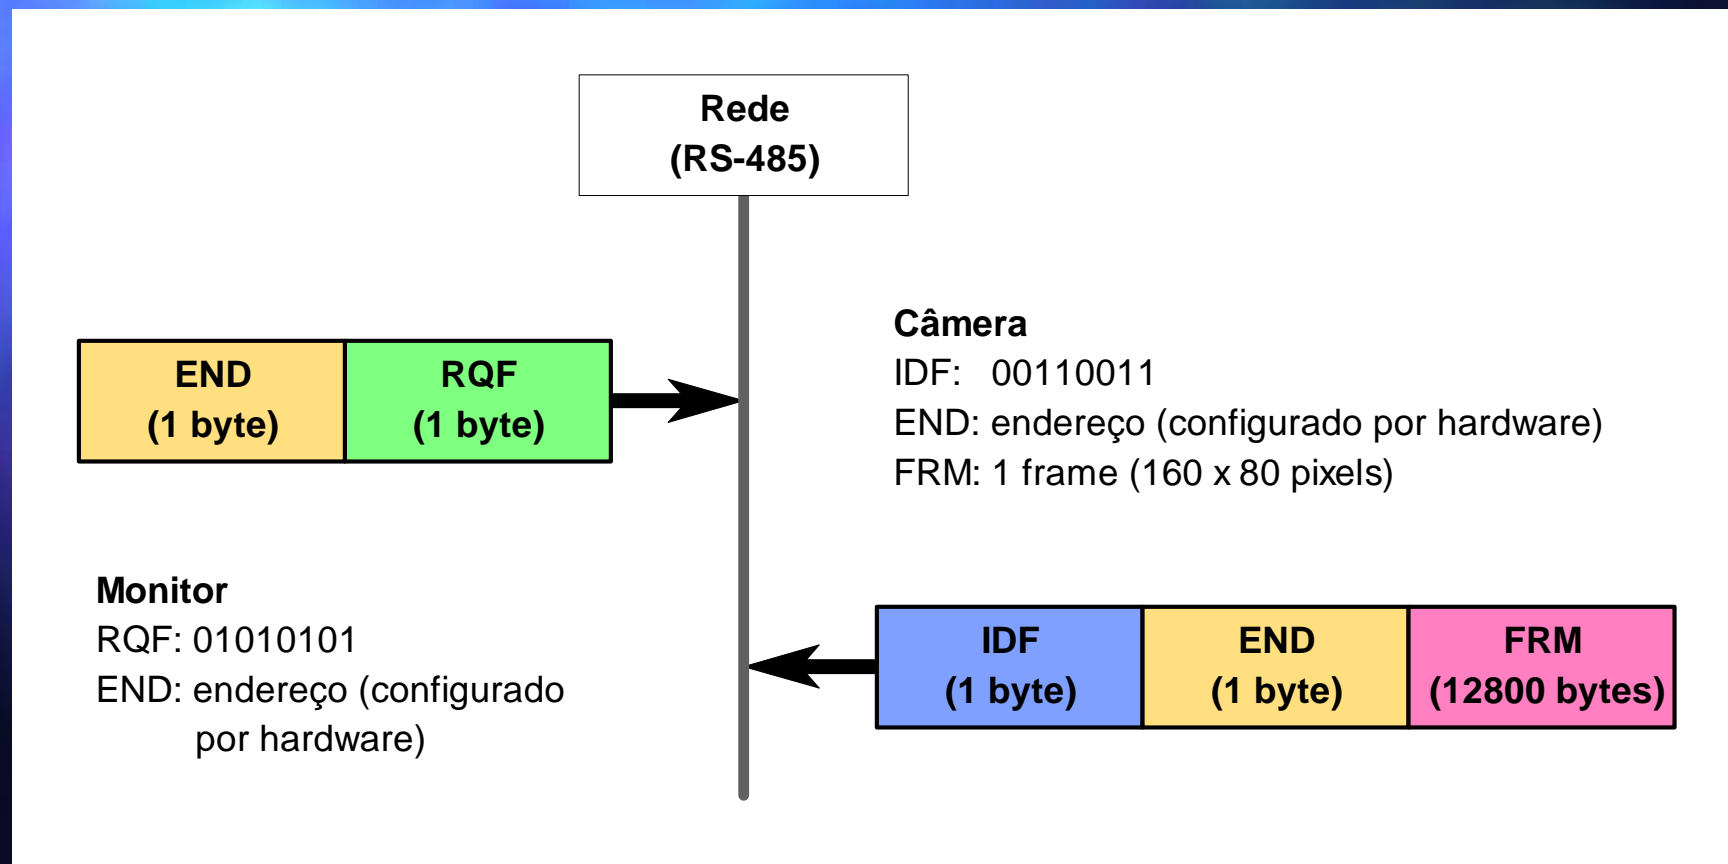 Rede
(RS-485)
Câmera
IDF: 00110011
END: endereço (configurado por hardware)
FRM: 1 frame (160 x 80 pixels)
END
(1 byte)
RQF
(1 byte)
Monitor
RQF: 01010101
END: endereço (configurado
por hardware)
IDF
(1 byte)
END
(1 byte)
FRM
(12800 bytes)